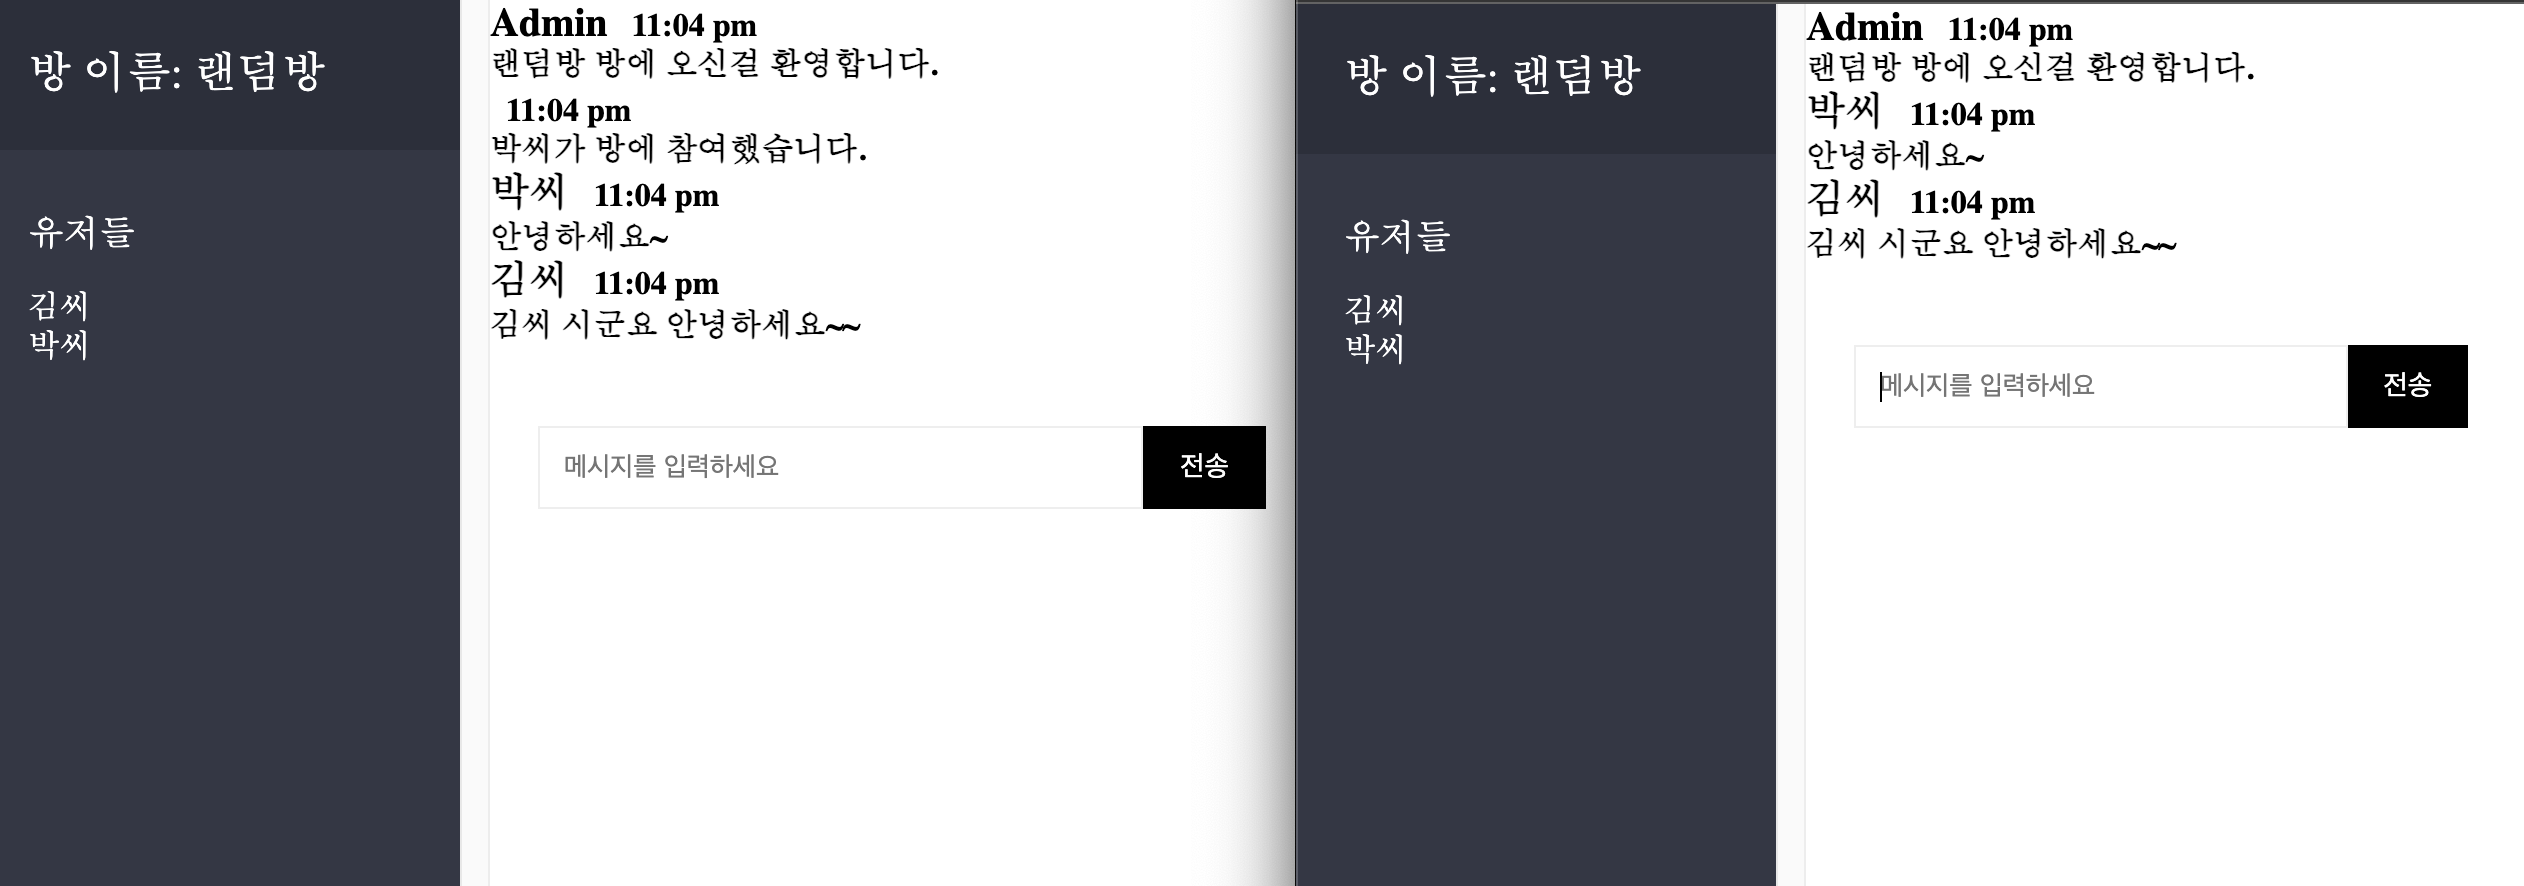 방 이름: 랜덤방
유저들
김씨
박씨
Admin 11:04 pm
랜덤방 방에 오신걸 환영합니다.
11:04 pm
박씨가 방에 참여했습니다.
박씨 11:04 pm
안녕하세요~
김씨 11:04 pm
김씨 시군요 안녕하세요~~
메시지를 입력하세요 전송
방 이름: 랜덤방
유저들
김씨
박씨
Admin 11:04 pm
랜덤방 방에 오신걸 환영합니다.
박씨 11:04 pm
안녕하세요~
김씨 11:04 pm
김씨 시군요 안녕하세요~~
메시지를 입력하세요 전송